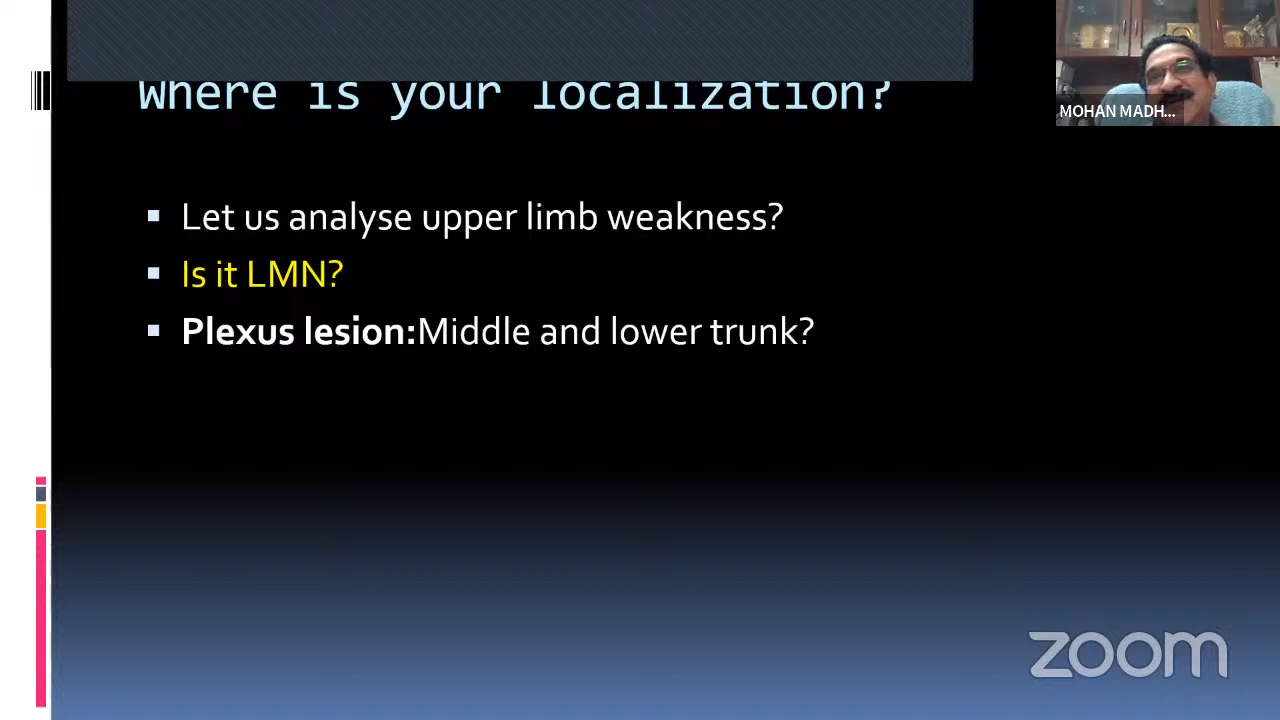 Where is your localization?
MOHAN MADH...
Let us analyse upper limb weakness?
Is it LMN?
Plexus lesion:Middle and lower trunk?
zoom